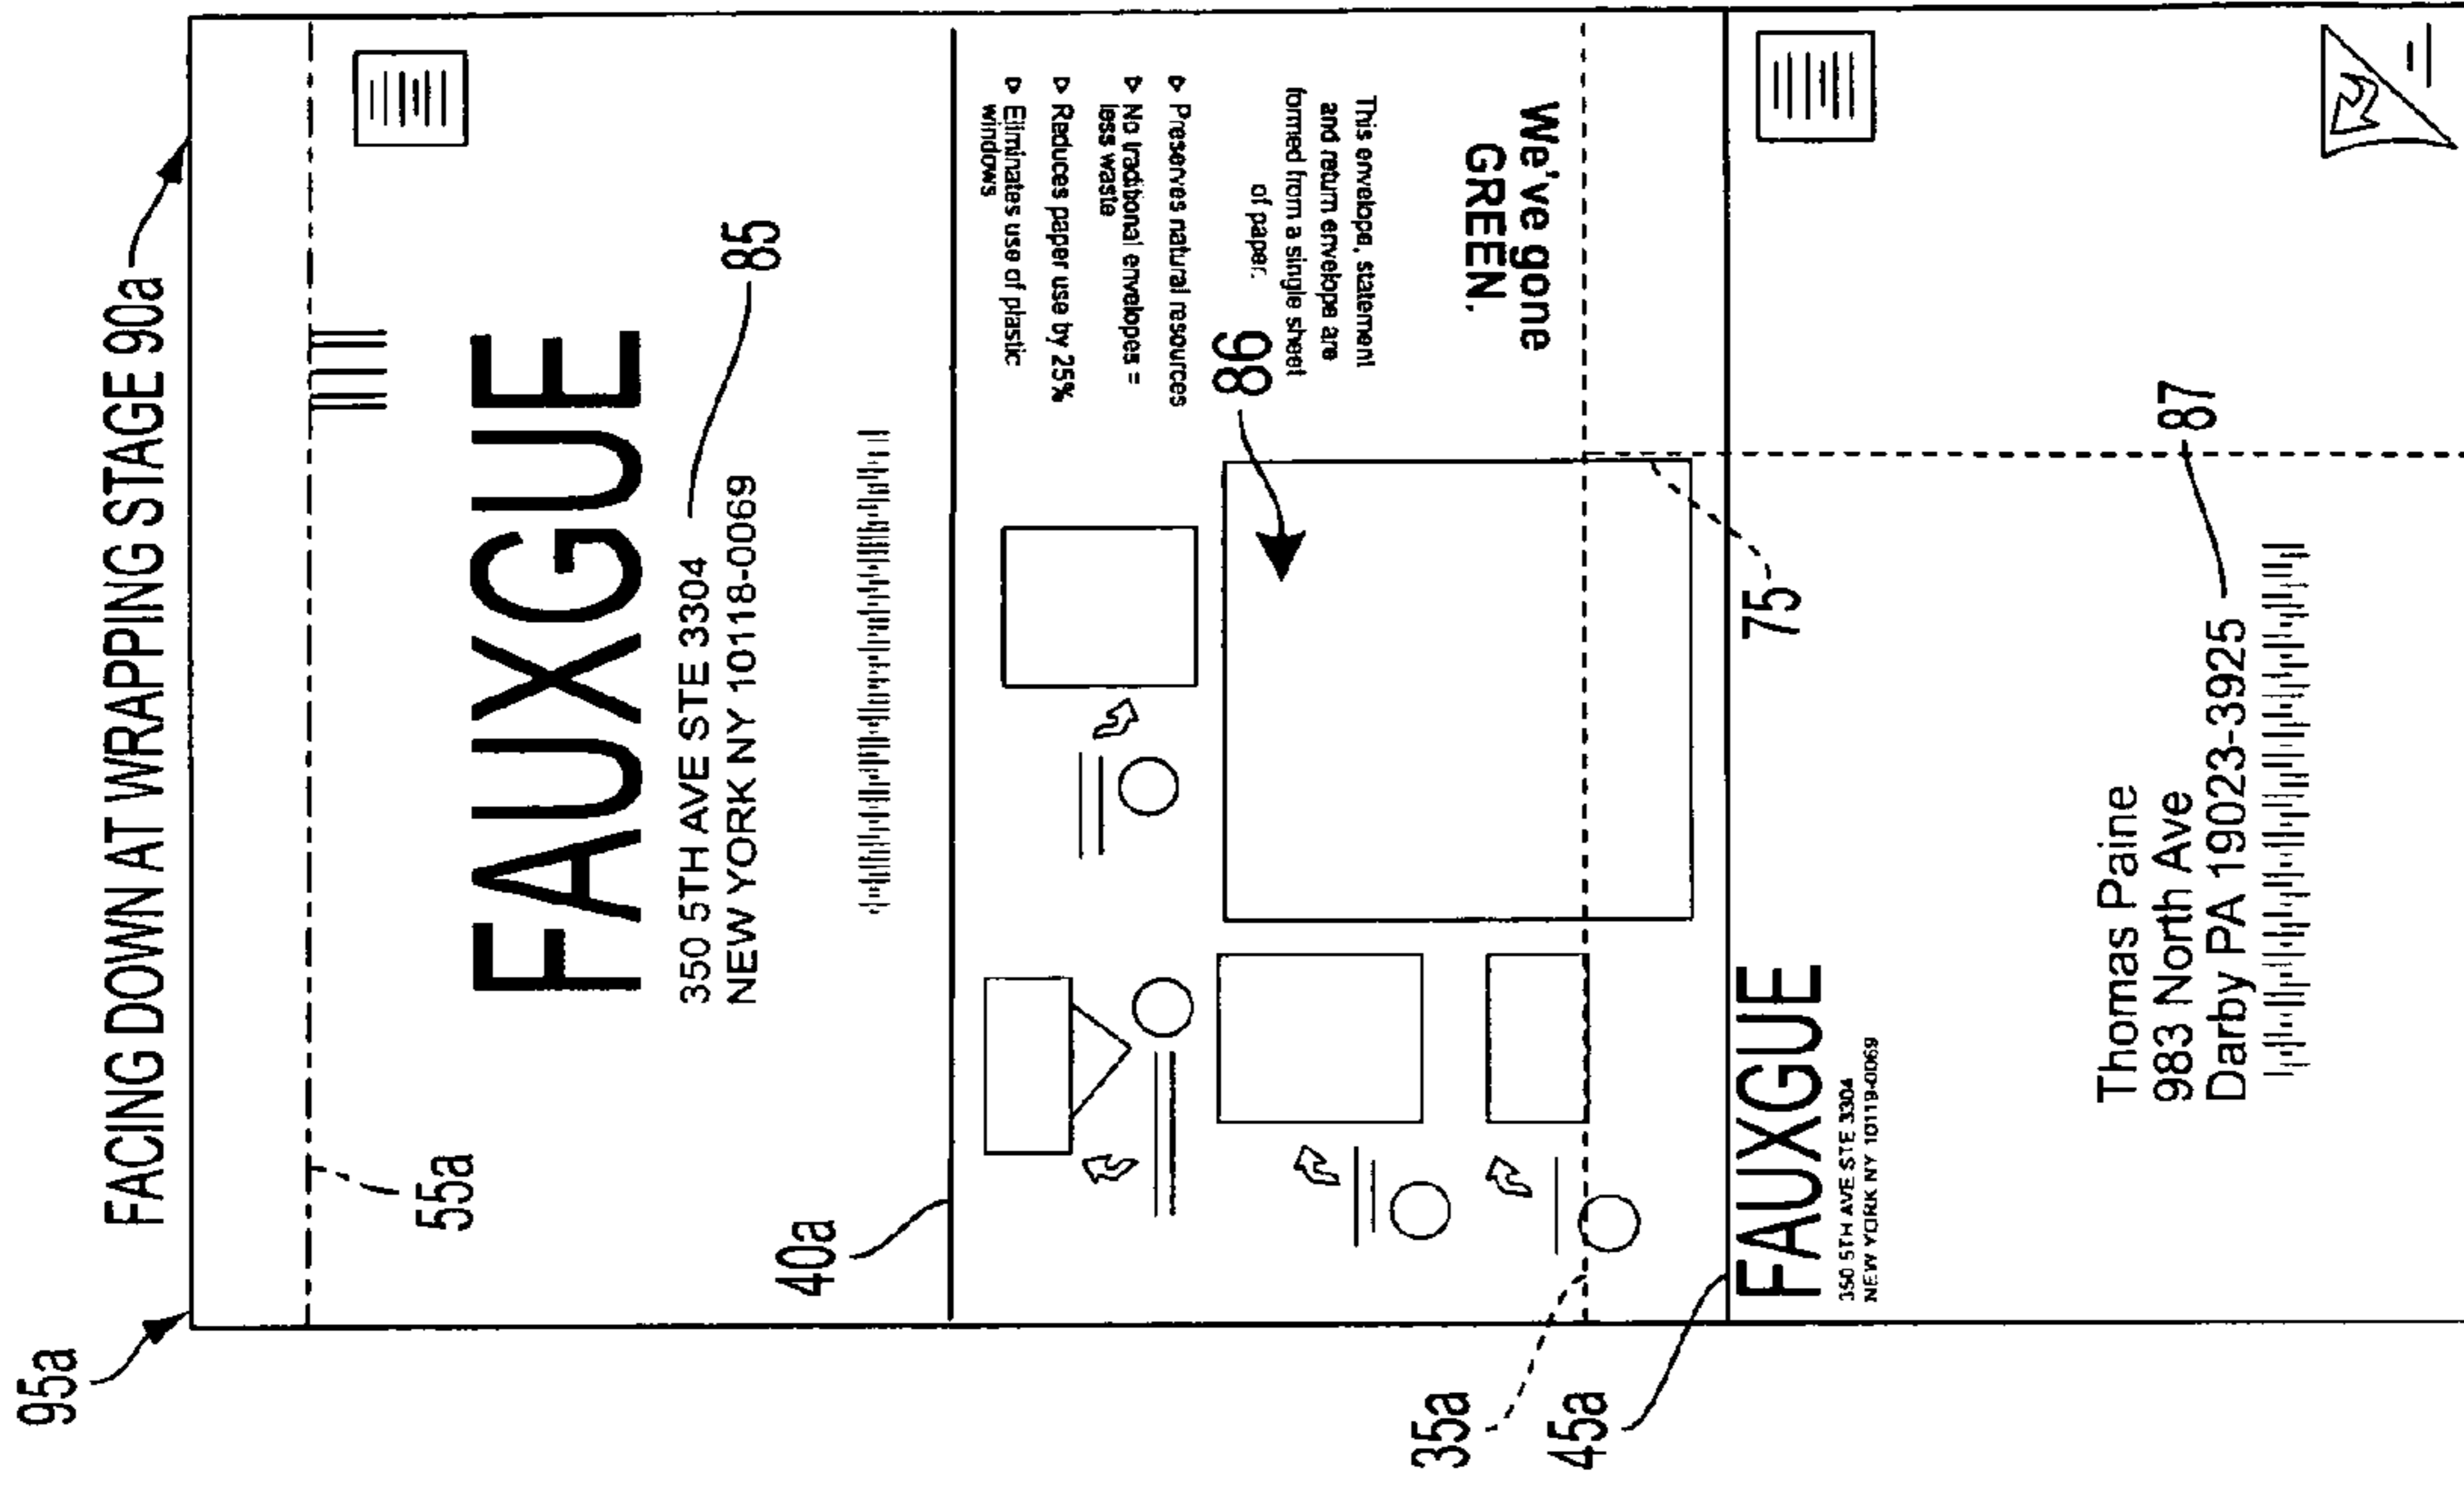 FACING DOWN AT WRAPPING STAGE 90a
95a
55a
FAUXGUE
350 5TH AVE STE 3304
NEW YORK NY 10118-0069
85
40a
We've gone
GREEN.
This envelope, statement
and return envelope are
formed from a single sheet
of paper.
▷ Preserves natural resources
▷ No traditional envelopes =
less waste
▷ Reduces paper use by 25%
▷ Eliminates use of plastic
windows
86
75
35a
45a
FAUXGUE
350 5TH AVE STE 3304
NEW YORK NY 10119-0069
87
Thomas Paine
983 North Ave
Darby PA 19023-3925